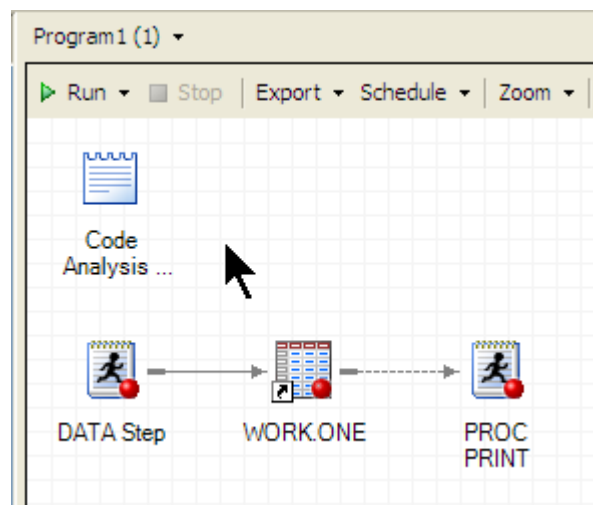 Program1 (1)
Run Stop Export Schedule Zoom
Code
Analysis ...
DATA Step WORK.ONE PROC
PRINT